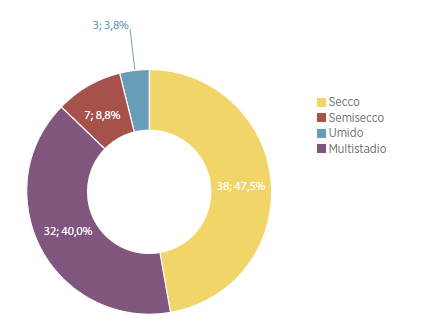 3; 3,8%
7; 8,8%
38; 47,5%
32; 40,0%
Secco
Semisecco
Umido
Multistadio